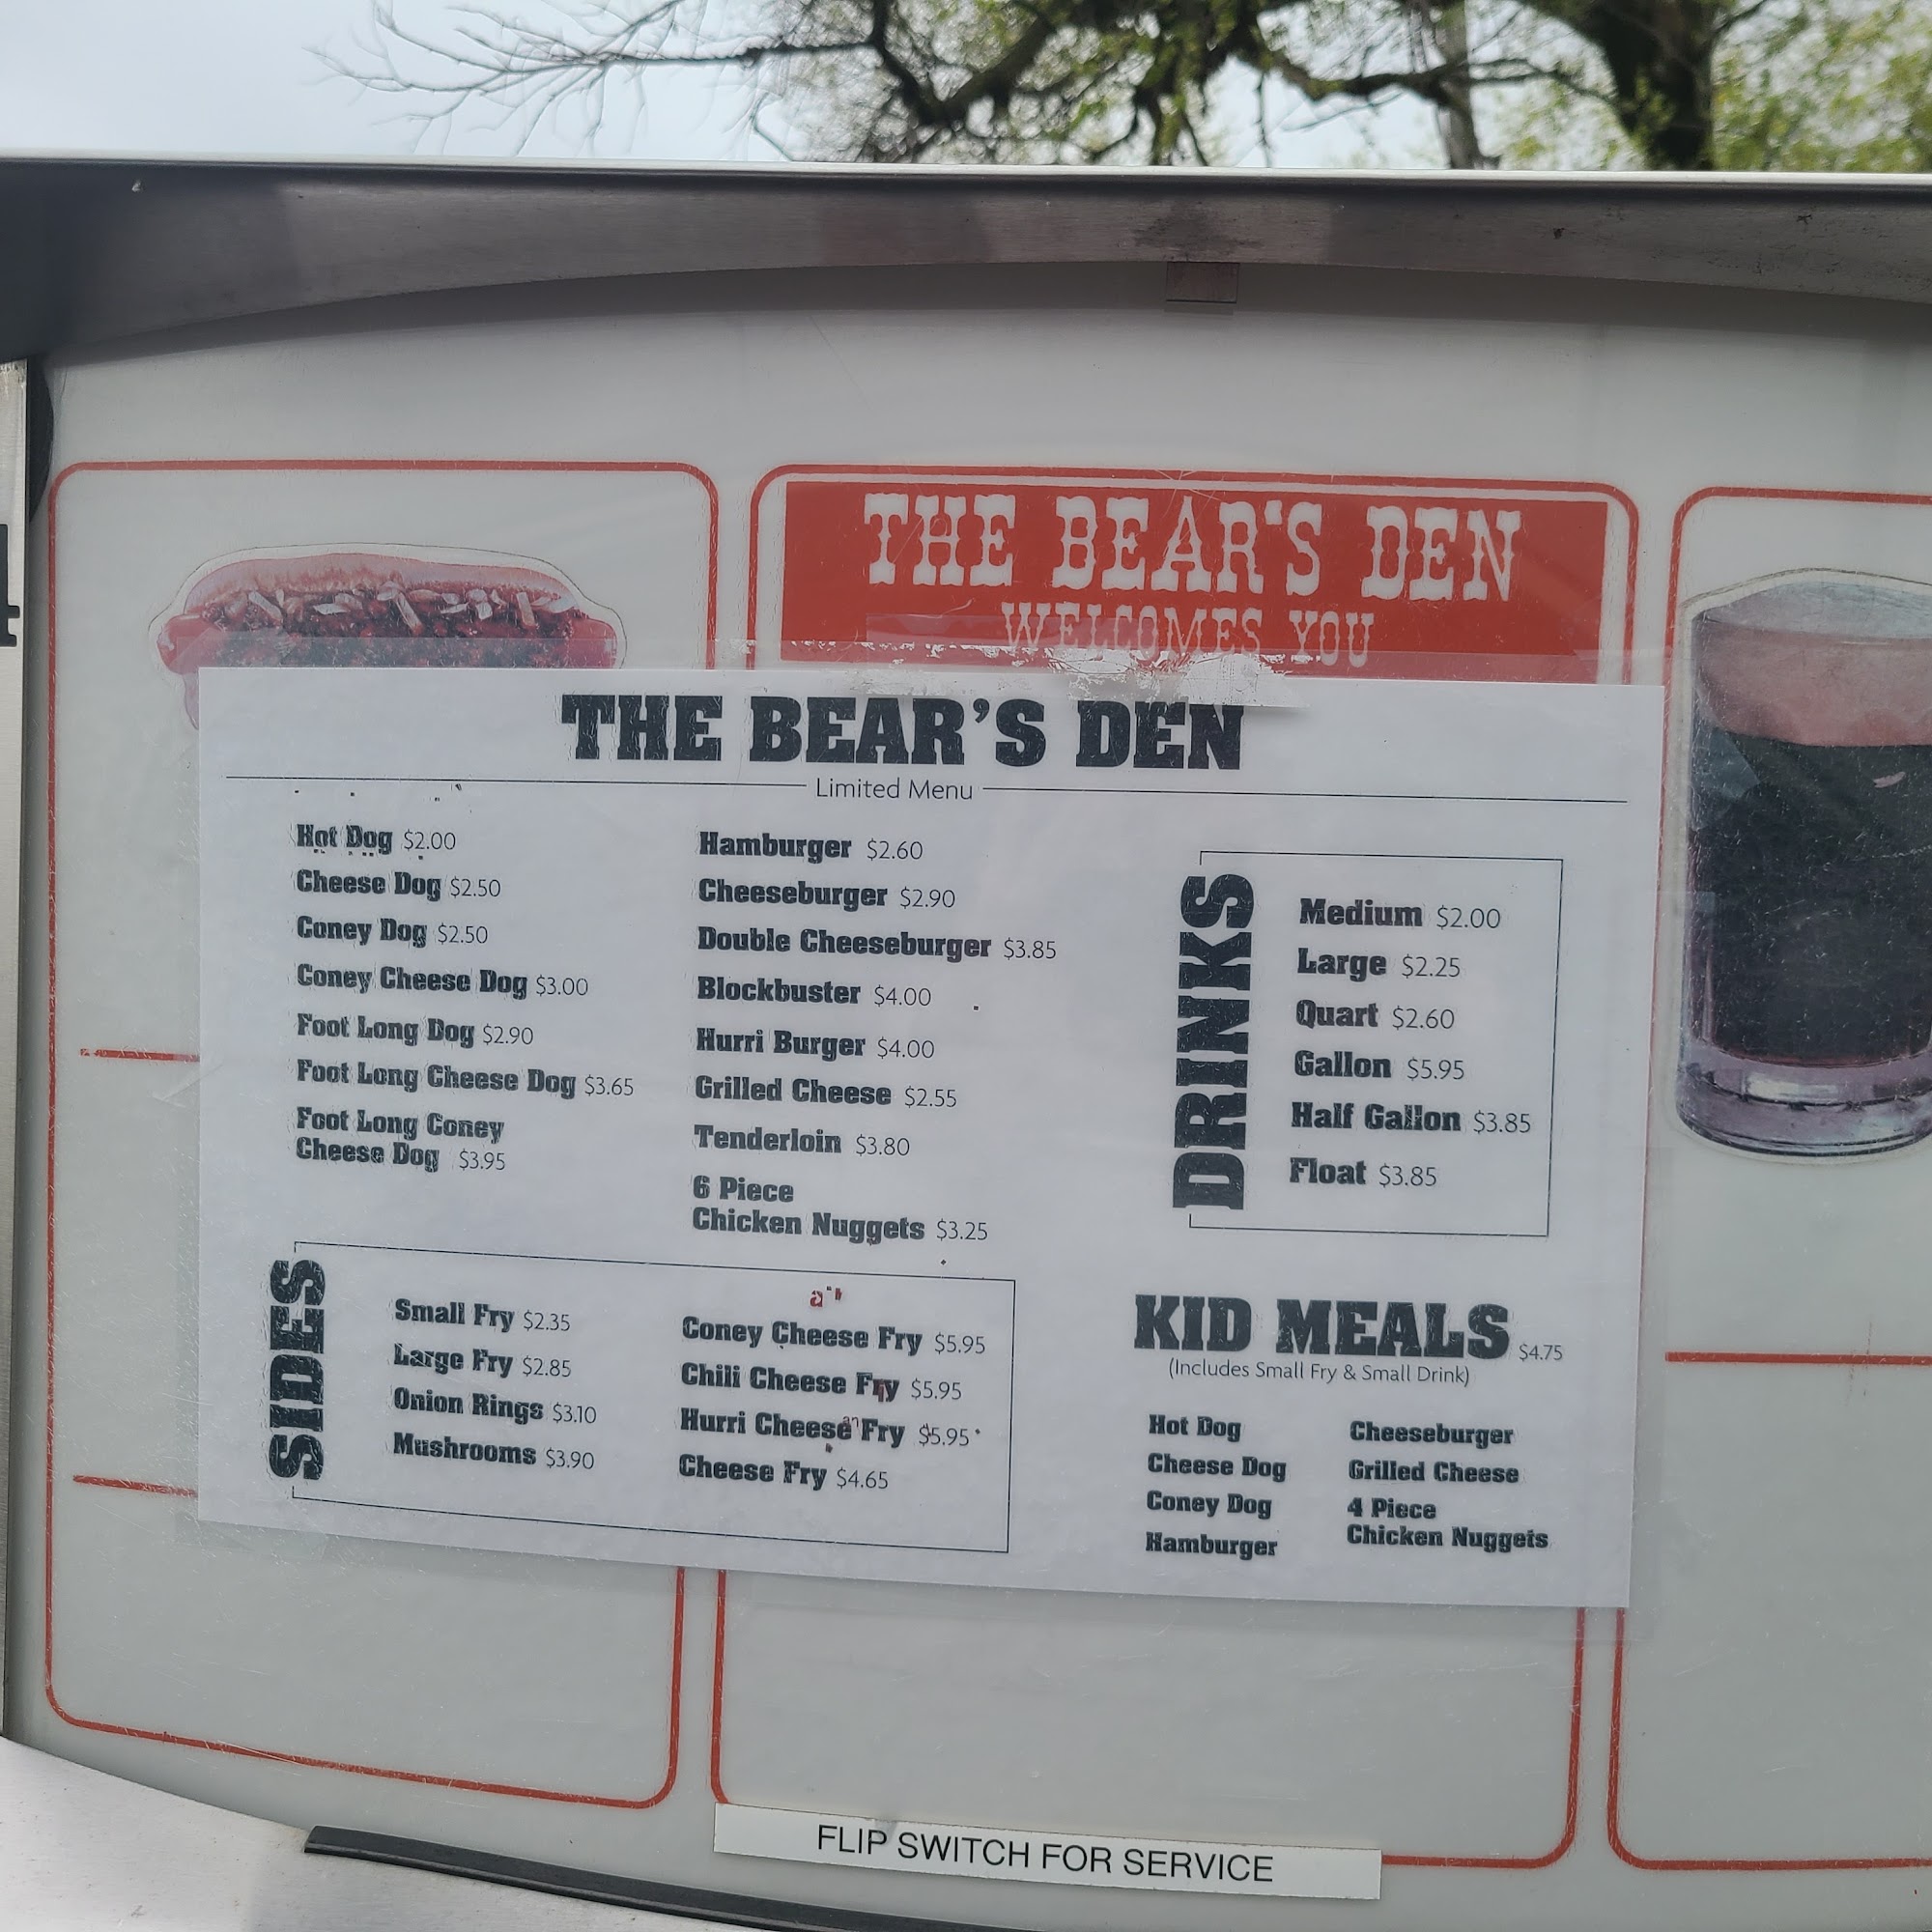 THE BEAR'S DEN
WELCOMES YOU
THE BEAR'S DEN
Limited Menu
Hot Dog $2.00
Cheese Dog $2.50
Coney Dog $2.50
Coney Cheese Dog $3.00
Foot Long Dog $2.90
Foot Long Cheese Dog $3.65
Foot Long Coney
Cheese Dog $3.95
Hamburger $2.60
Cheeseburger $2.90
Double Cheeseburger $3.85
Blockbuster $4.00
Hurri Burger $4.00
Grilled Cheese $2.55
Tenderloin $3.80
6 Piece
Chicken Nuggets $3.25
DRINKS
Medium $2.00
Large $2.25
Quart $2.60
Gallon $5.95
Half Gallon $3.85
Float $3.85
SIDES
Small Fry $2.35
Large Fry $2.85
Onion Rings $3.10
Mushrooms $3.90
Coney Cheese Fry $5.95
Chili Cheese Fry $5.95
Hurri Cheese Fry $5.95
Cheese Fry $4.65
KID MEALS $4.75
(Includes Small Fry & Small Drink)
Hot Dog
Cheese Dog
Coney Dog
Hamburger
Cheeseburger
Grilled Cheese
4 Piece
Chicken Nuggets
FLIP SWITCH FOR SERVICE
4